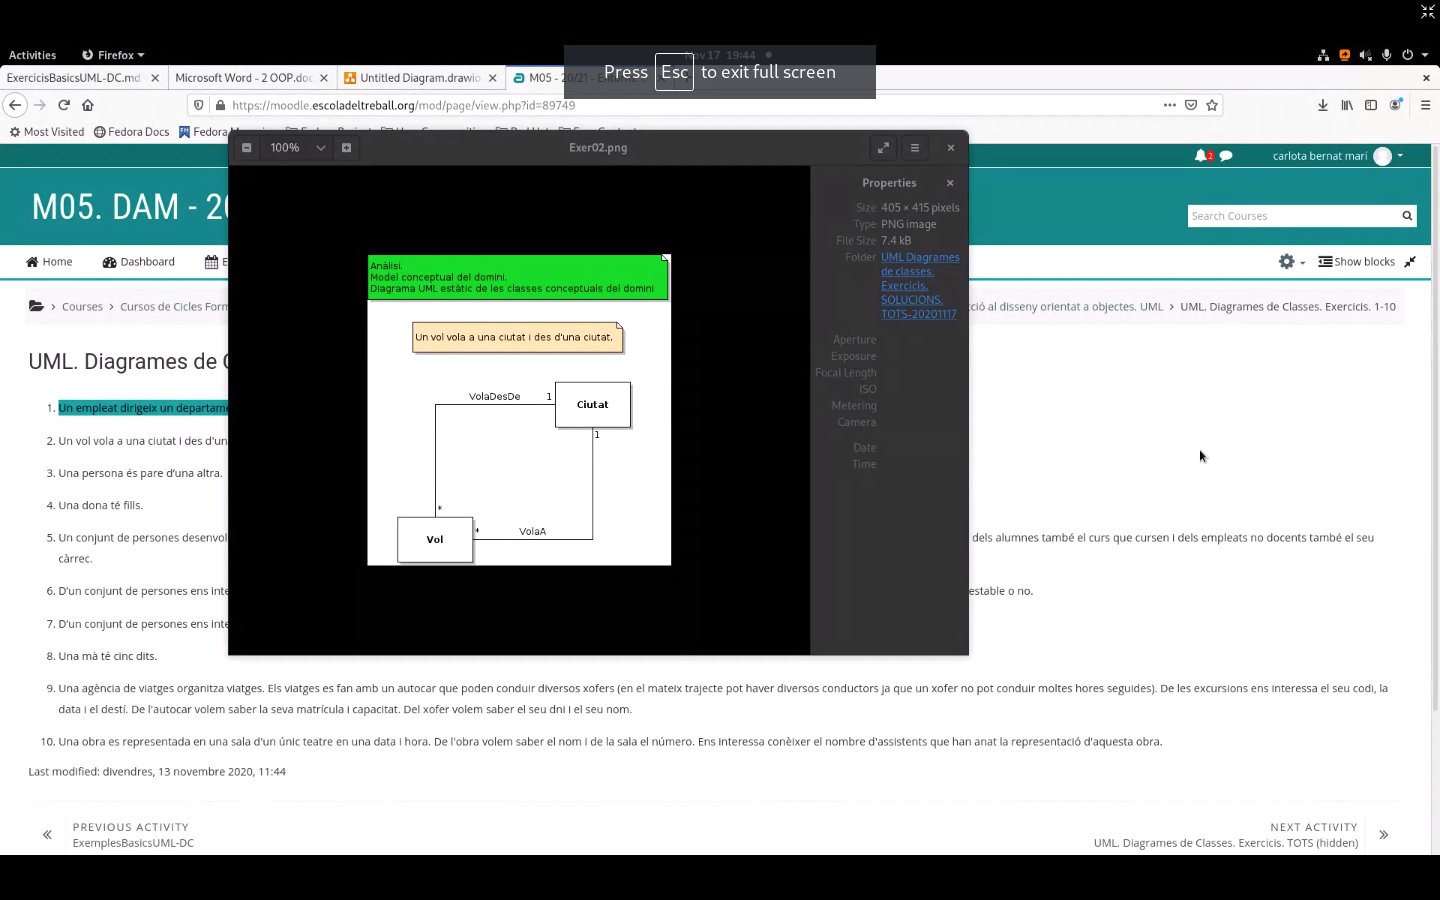 Activities
Firefox
Nov 17 19:44
Press Esc to exit full screen
ExercicisBasicsUML-DC.md
Microsoft Word - 2 OOP.doc
Untitled Diagram.drawio
M05 - 20/21 -
https://moodle.escoladeltreball.org/mod/page/view.php?id=89749
Most Visited
Fedora Docs
Fedora
100%
Exer02.png
2
carlota bernat mari
M05. DAM - 20
Search Courses
Home
Dashboard
E
Show blocks
Courses
Cursos de Cicles Form
cció al disseny orientat a objectes. UML
UML. Diagrames de Classes. Exercicis. 1-10
Properties
Size 405 × 415 pixels
Type PNG image
File Size 7.4 kB
Folder UML Diagrames
de classes.
Exercicis.
SOLUCIONS.
TOTS-20201117
Aperture
Exposure
Focal Length
ISO
Metering
Camera
Date
Time
Anàlisi.
Model conceptual del domini.
Diagrama UML estàtic de les classes conceptuals del domini
Un vol vola a una ciutat i des d'una ciutat.
VolaDesDe
1
Ciutat
1
*
Vol
*
VolaA
UML. Diagrames de C
1. Un empleat dirigeix un departame
2. Un vol vola a una ciutat i des d'un
3. Una persona és pare d’una altra.
4. Una dona té fills.
5. Un conjunt de persones desenvol
dels alumnes també el curs que cursen i dels empleats no docents també el seu
càrrec.
6. D’un conjunt de persones ens inte
estable o no.
7. D’un conjunt de persones ens inte
8. Una mà té cinc dits.
9. Una agència de viatges organitza viatges. Els viatges es fan amb un autocar que poden conduir diversos xofers (en el mateix trajecte pot haver diversos conductors ja que un xofer no pot conduir moltes hores seguides). De les excursions ens interessa el seu codi, la
data i el destí. De l'autocar volem saber la seva matrícula i capacitat. Del xofer volem saber el seu dni i el seu nom.
10. Una obra es representada en una sala d'un únic teatre en una data i hora. De l'obra volem saber el nom i de la sala el número. Ens interessa conèixer el nombre d'assistents que han anat la representació d'aquesta obra.
Last modified: divendres, 13 novembre 2020, 11:44
PREVIOUS ACTIVITY
ExemplesBasicsUML-DC
NEXT ACTIVITY
UML. Diagrames de Classes. Exercicis. TOTS (hidden)